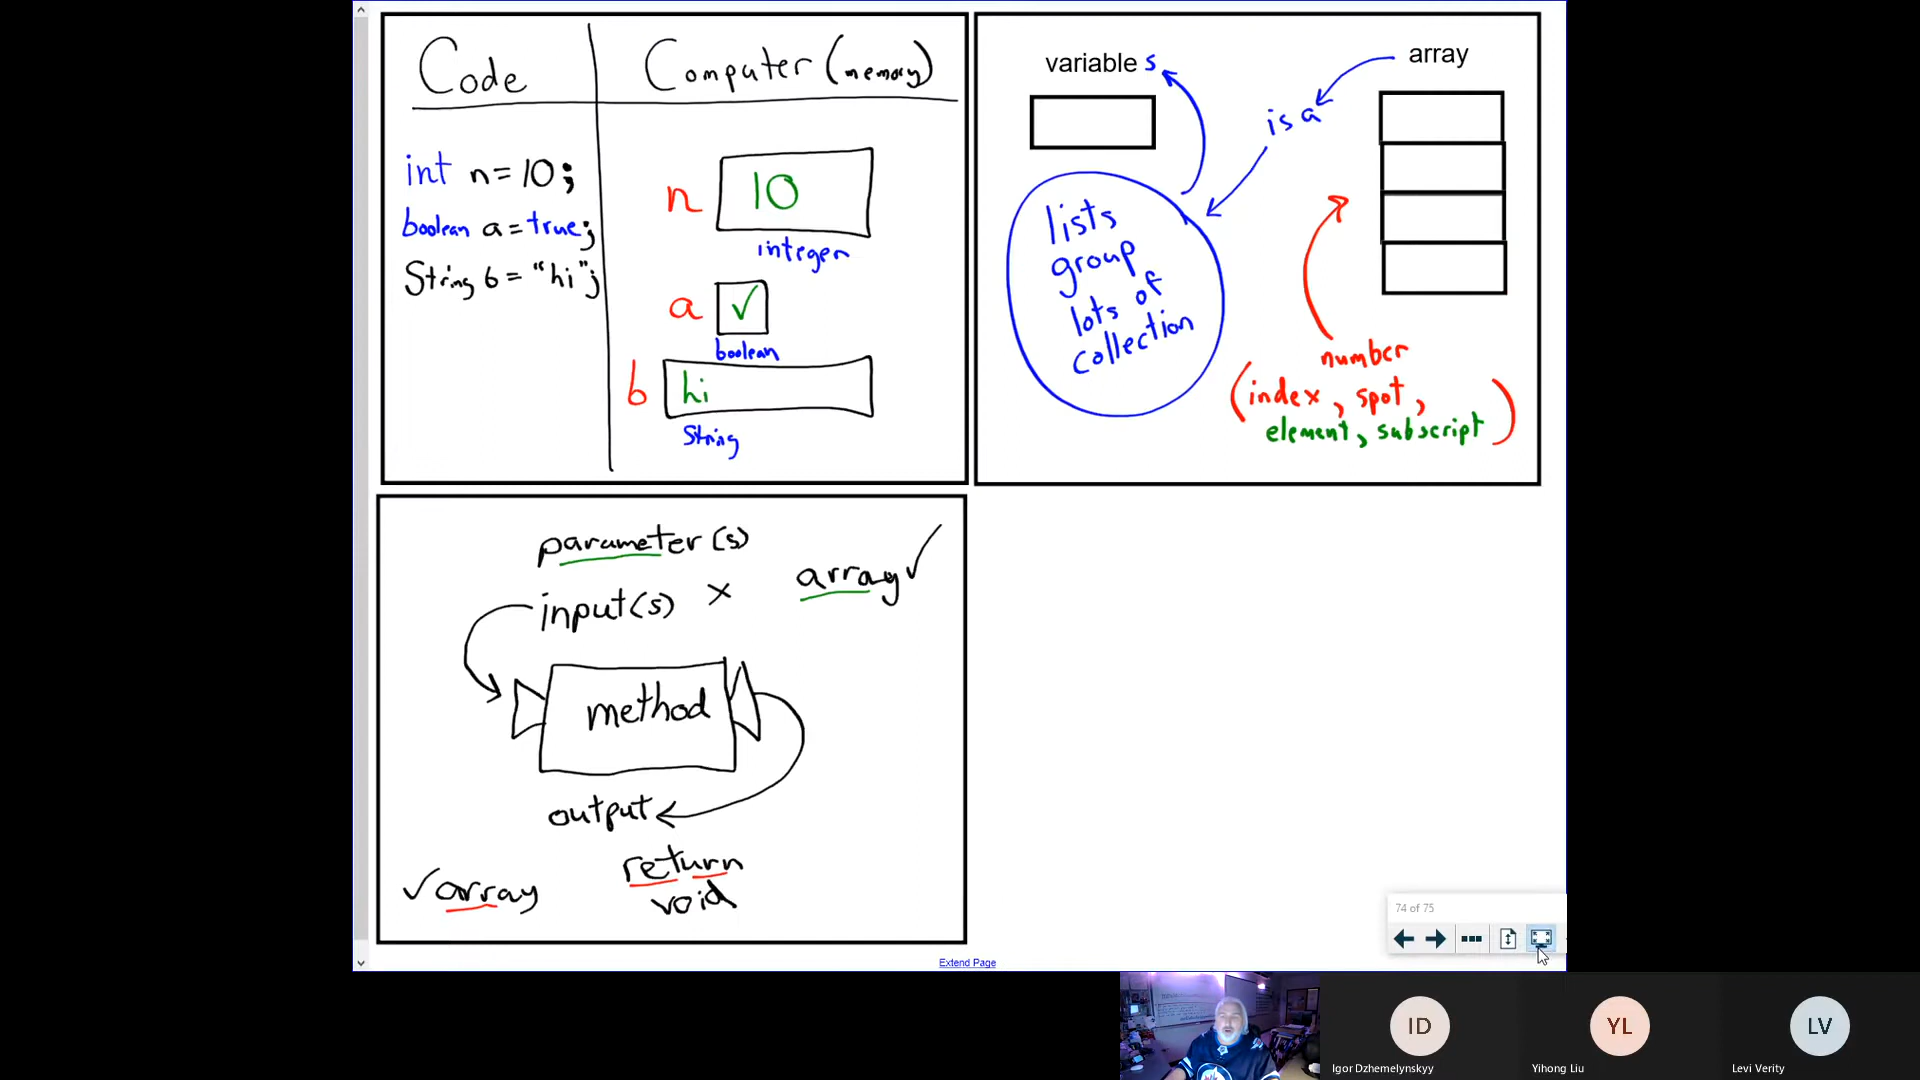 Code
Computer (memory)
int n = 10;
boolean a = true;
String b = "hi";
n 10
integer
a ✓
boolean
b hi
String
variable s
array
is a
lists
group
lots of
collection
number
(index, spot,
element, subscript)
parameter(s)
input(s) x
array ✓
method
output
return
void
✓ array
74 of 75
Extend Page
ID
YL
LV
Igor Dzhemelynskyy
Yihong Liu
Levi Verity